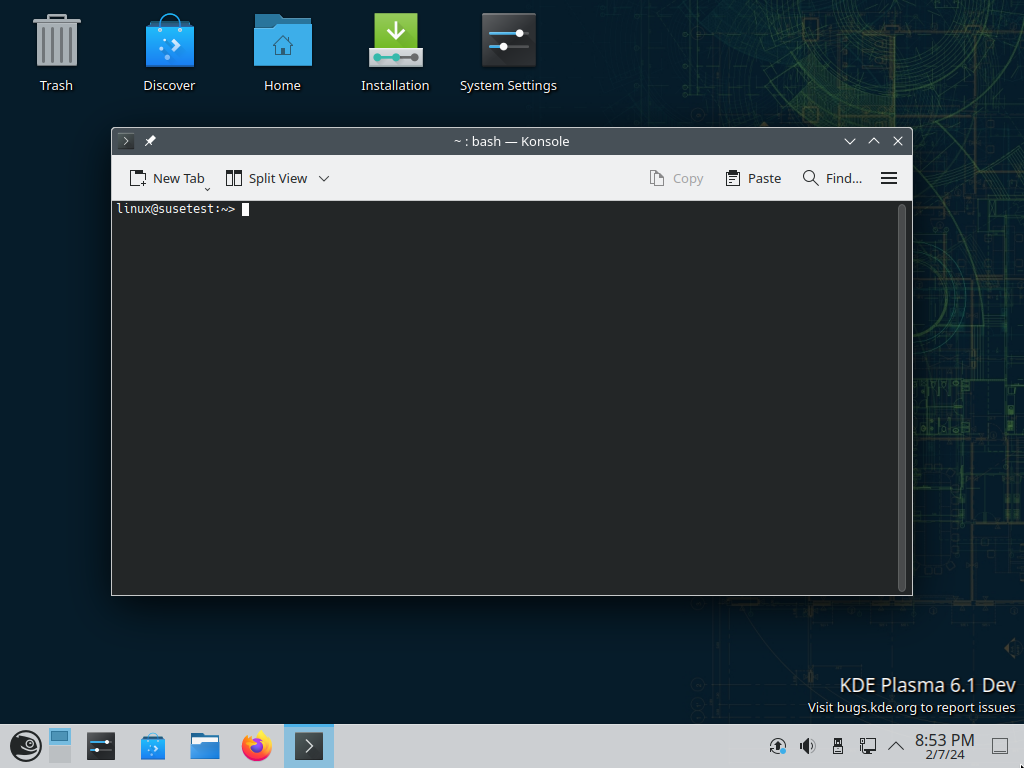 Trash
Discover
Home
Installation
System Settings
~ : bash — Konsole
New Tab
Split View
Copy
Paste
Find...
linux@susetest:~>
KDE Plasma 6.1 Dev
Visit bugs.kde.org to report issues
8:53 PM
2/7/24